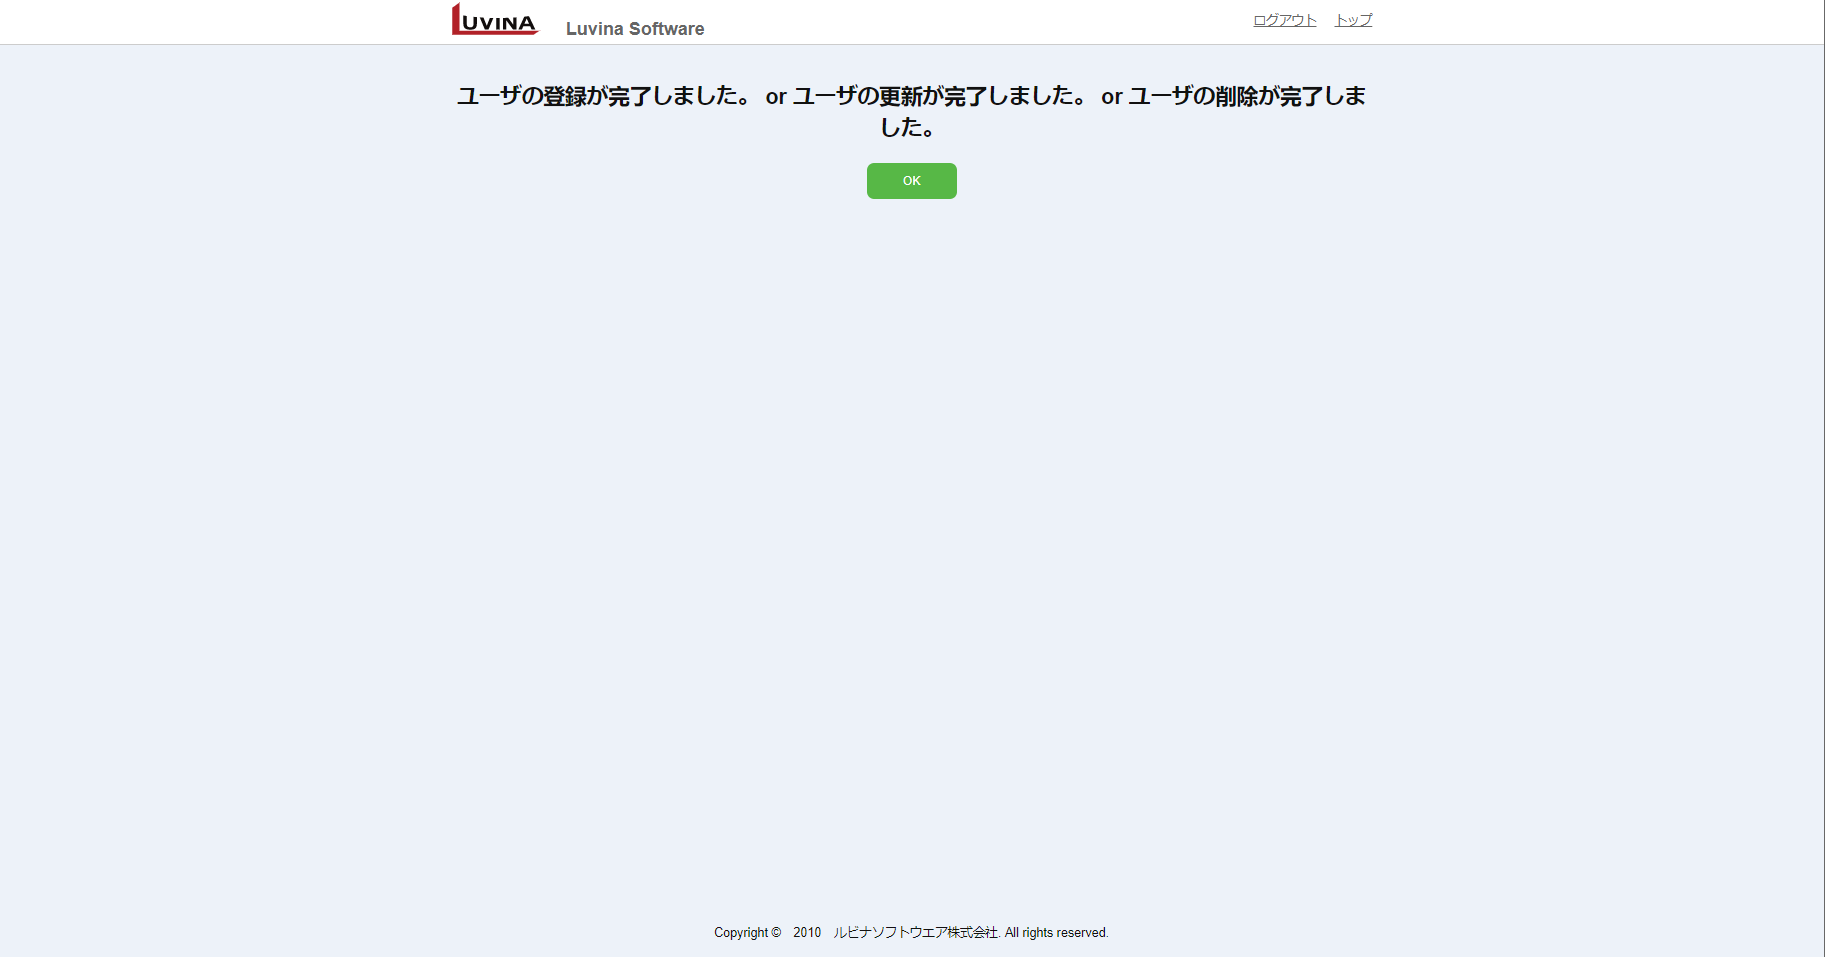 LUVINA
Luvina Software
ログアウト トップ
ユーザの登録が完了しました。 or ユーザの更新が完了しました。 or ユーザの削除が完了しま
した。
OK
Copyright © 2010 ルビナソフトウエア株式会社. All rights reserved.